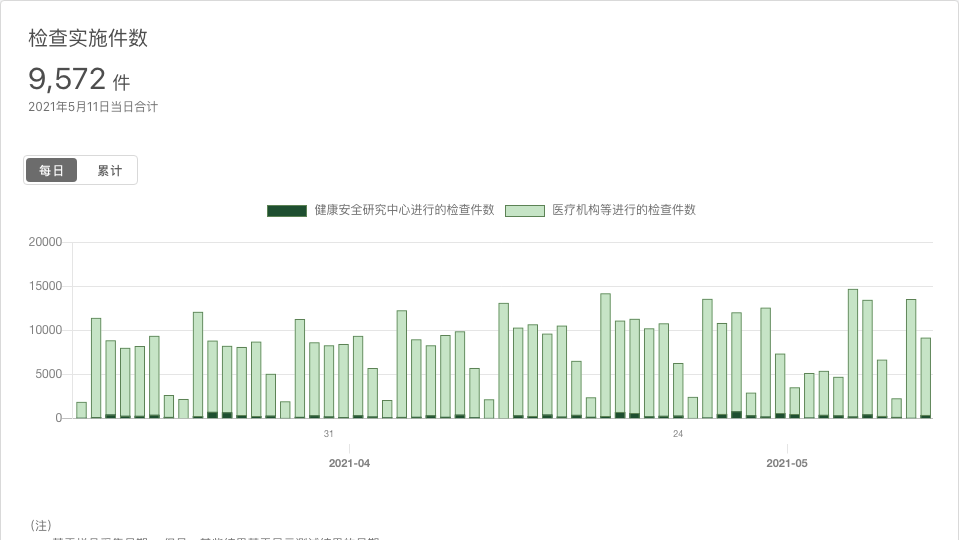 检查实施件数
9,572 件
2021年5月11日当日合计
每日 累计
健康安全研究中心进行的检查件数 医疗机构等进行的检查件数
20000
15000
10000
5000
0
31 24
2021-04 2021-05
(注)